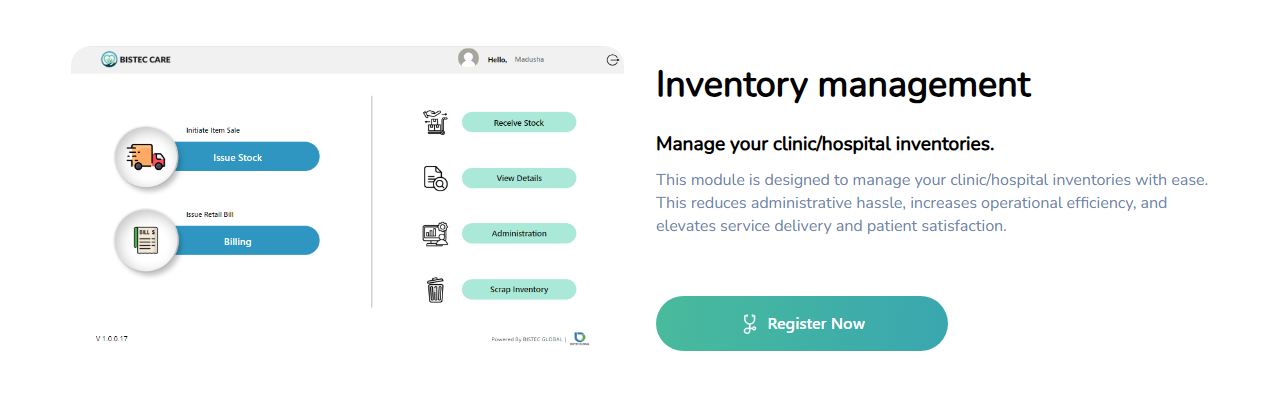 BISTEC CARE
Hello, Madusha
Initiate Item Sale
Issue Stock
Issue Retail Bill
BILL $
Billing
Receive Stock
View Details
Administration
Scrap Inventory
V 1.0.0.17
Powered By BISTEC GLOBAL |
BISTEC GLOBAL
Inventory management
Manage your clinic/hospital inventories.
This module is designed to manage your clinic/hospital inventories with ease.
This reduces administrative hassle, increases operational efficiency, and
elevates service delivery and patient satisfaction.
Register Now